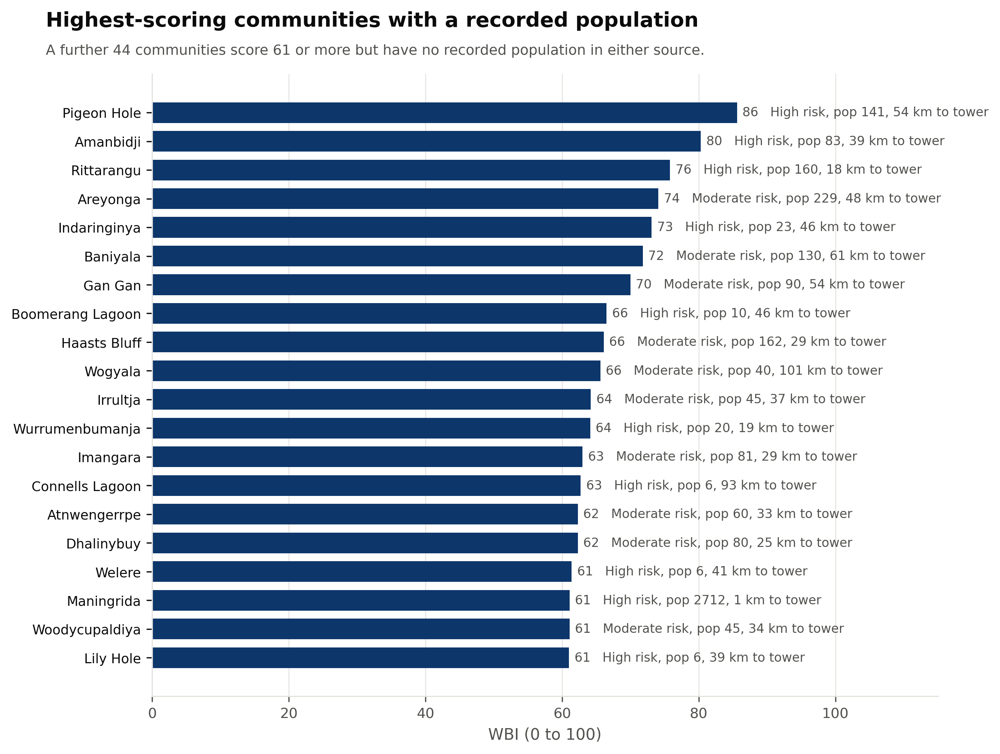 Highest-scoring communities with a recorded population
A further 44 communities score 61 or more but have no recorded population in either source.
Pigeon Hole 86 High risk, pop 141, 54 km to tower
Amanbidji 80 High risk, pop 83, 39 km to tower
Rittarangu 76 High risk, pop 160, 18 km to tower
Areyonga 74 Moderate risk, pop 229, 48 km to tower
Indaringinya 73 High risk, pop 23, 46 km to tower
Baniyala 72 Moderate risk, pop 130, 61 km to tower
Gan Gan 70 Moderate risk, pop 90, 54 km to tower
Boomerang Lagoon 66 High risk, pop 10, 46 km to tower
Haasts Bluff 66 Moderate risk, pop 162, 29 km to tower
Wogyala 66 Moderate risk, pop 40, 101 km to tower
Irrultja 64 Moderate risk, pop 45, 37 km to tower
Wurrumenbumanja 64 High risk, pop 20, 19 km to tower
Imangara 63 Moderate risk, pop 81, 29 km to tower
Connells Lagoon 63 High risk, pop 6, 93 km to tower
Atnwengerrpe 62 Moderate risk, pop 60, 33 km to tower
Dhalinybuy 62 Moderate risk, pop 80, 25 km to tower
Welere 61 High risk, pop 6, 41 km to tower
Maningrida 61 High risk, pop 2712, 1 km to tower
Woodycupaldiya 61 Moderate risk, pop 45, 34 km to tower
Lily Hole 61 High risk, pop 6, 39 km to tower
0 20 40 60 80 100
WBI (0 to 100)